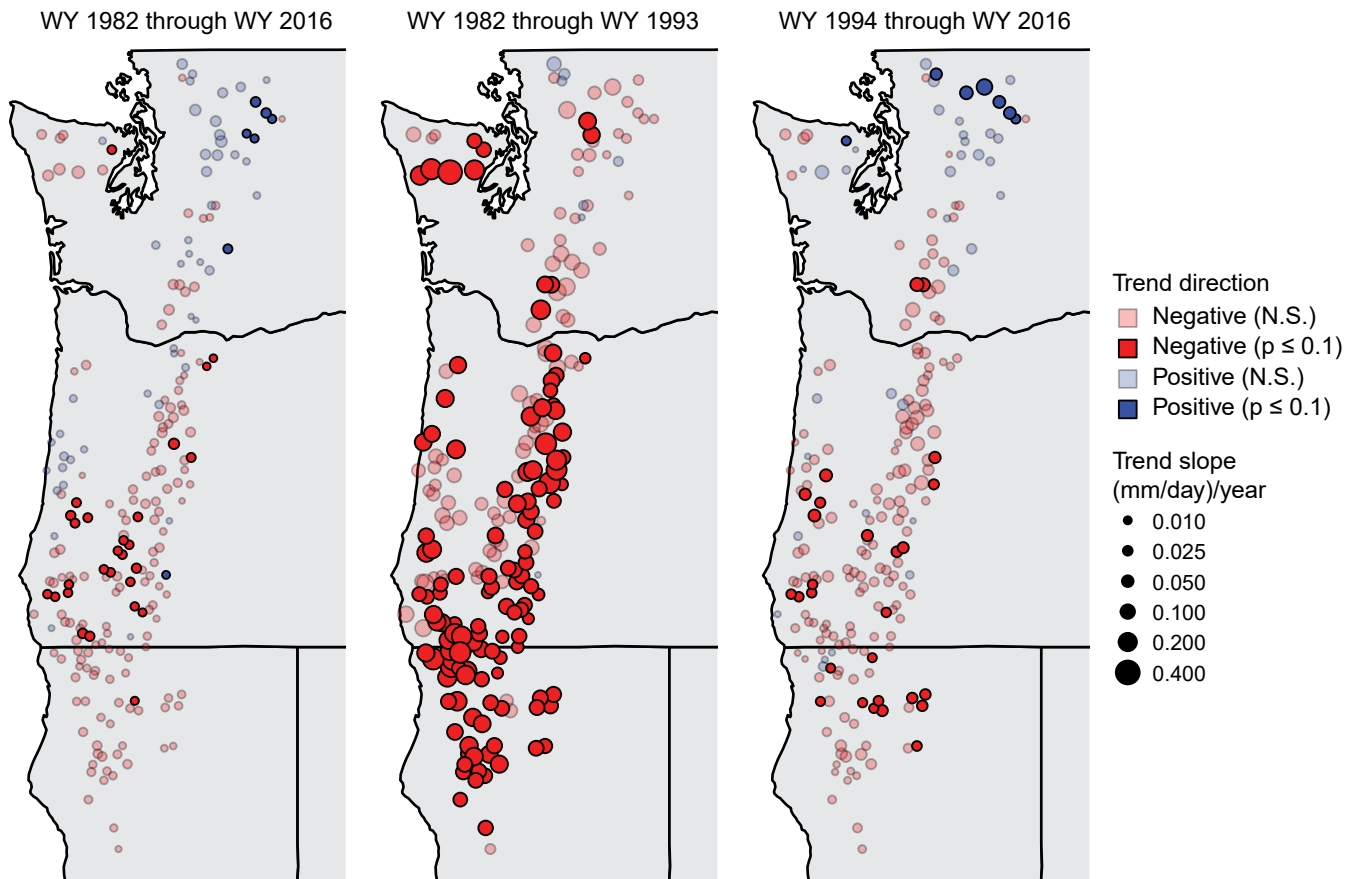 WY 1982 through WY 2016
WY 1982 through WY 1993
WY 1994 through WY 2016
Trend direction
Negative (N.S.)
Negative (p ≤ 0.1)
Positive (N.S.)
Positive (p ≤ 0.1)
Trend slope
(mm/day)/year
0.010
0.025
0.050
0.100
0.200
0.400